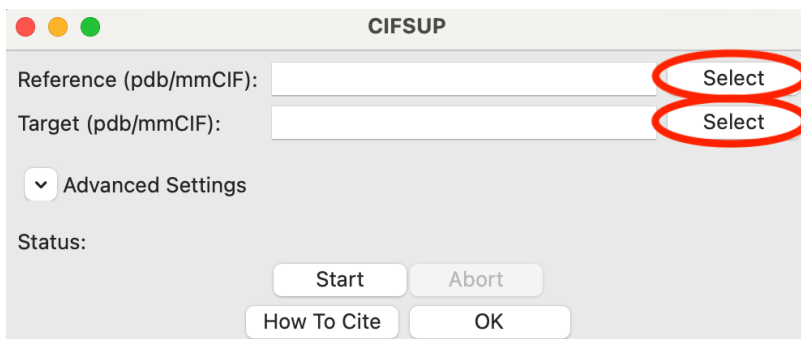 CIFSUP
Reference (pdb/mmCIF): Select
Target (pdb/mmCIF): Select
Advanced Settings
Status:
Start Abort
How To Cite OK